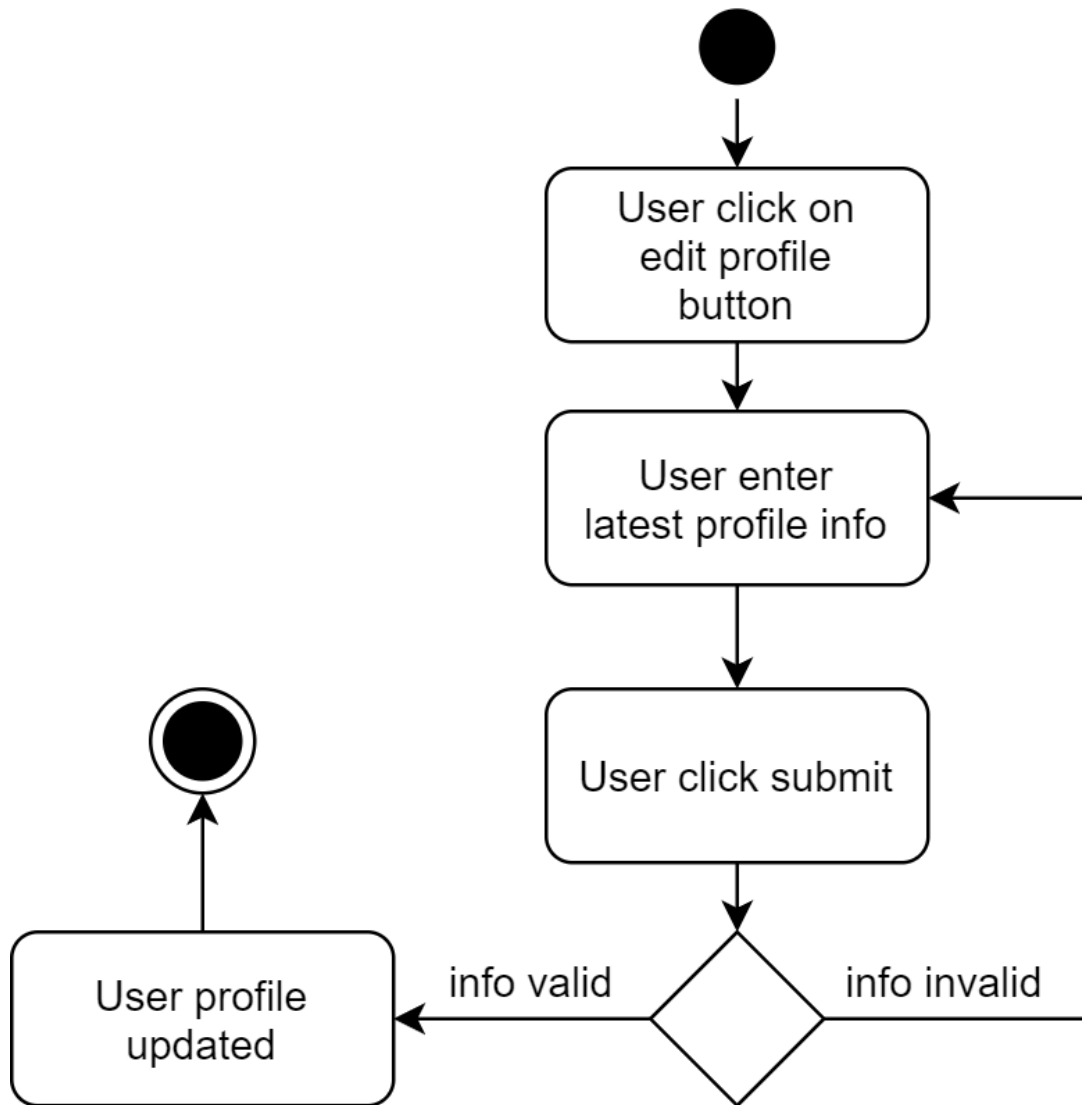 User click on
edit profile
button
User enter
latest profile info
User click submit
info valid
info invalid
User profile
updated